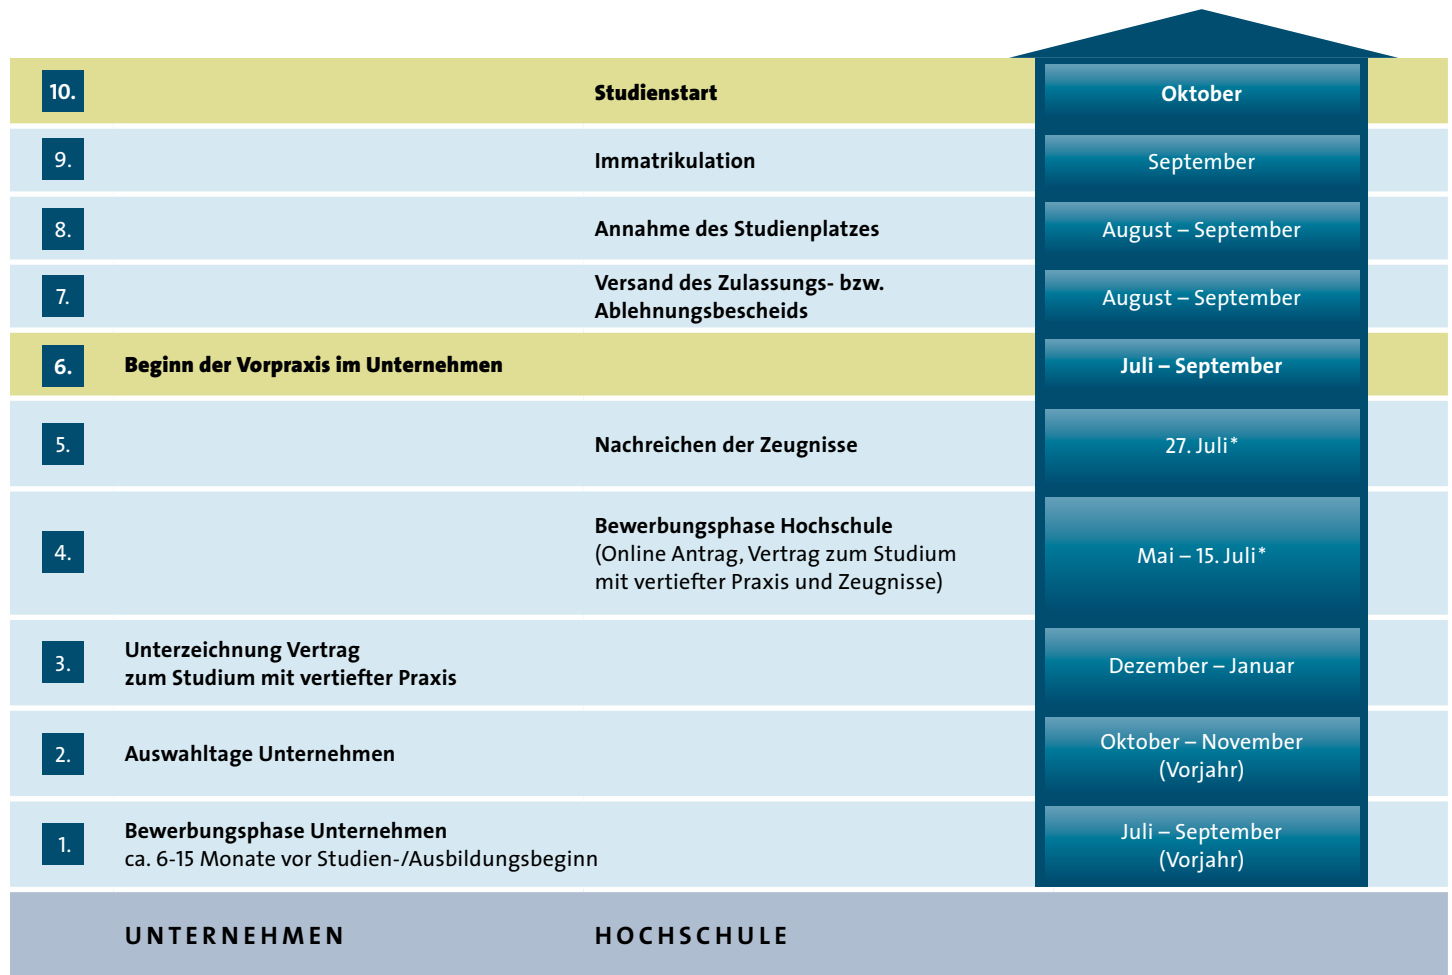 10.
Studienstart
Oktober
9.
Immatrikulation
September
8.
Annahme des Studienplatzes
August – September
7.
Versand des Zulassungs- bzw.
Ablehnungsbescheids
August – September
6.
Beginn der Vorpraxis im Unternehmen
Juli – September
5.
Nachreichen der Zeugnisse
27. Juli*
4.
Bewerbungsphase Hochschule
(Online Antrag, Vertrag zum Studium
mit vertiefter Praxis und Zeugnisse)
Mai – 15. Juli*
3.
Unterzeichnung Vertrag
zum Studium mit vertiefter Praxis
Dezember – Januar
2.
Auswahltage Unternehmen
Oktober – November
(Vorjahr)
1.
Bewerbungsphase Unternehmen
ca. 6-15 Monate vor Studien-/Ausbildungsbeginn
Juli – September
(Vorjahr)
UNTERNEHMEN
HOCHSCHULE